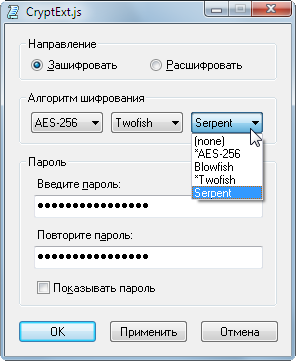 CryptExt.js
Направление
Зашифровать Расшифровать
Алгоритм шифрования
AES-256 Twofish Serpent
(none)
*AES-256
Blowfish
*Twofish
Serpent
Пароль
Введите пароль:
●●●●●●●●●●●●●●●●
Повторите пароль:
●●●●●●●●●●●●●●●●
Показывать пароль
OK Применить Отмена